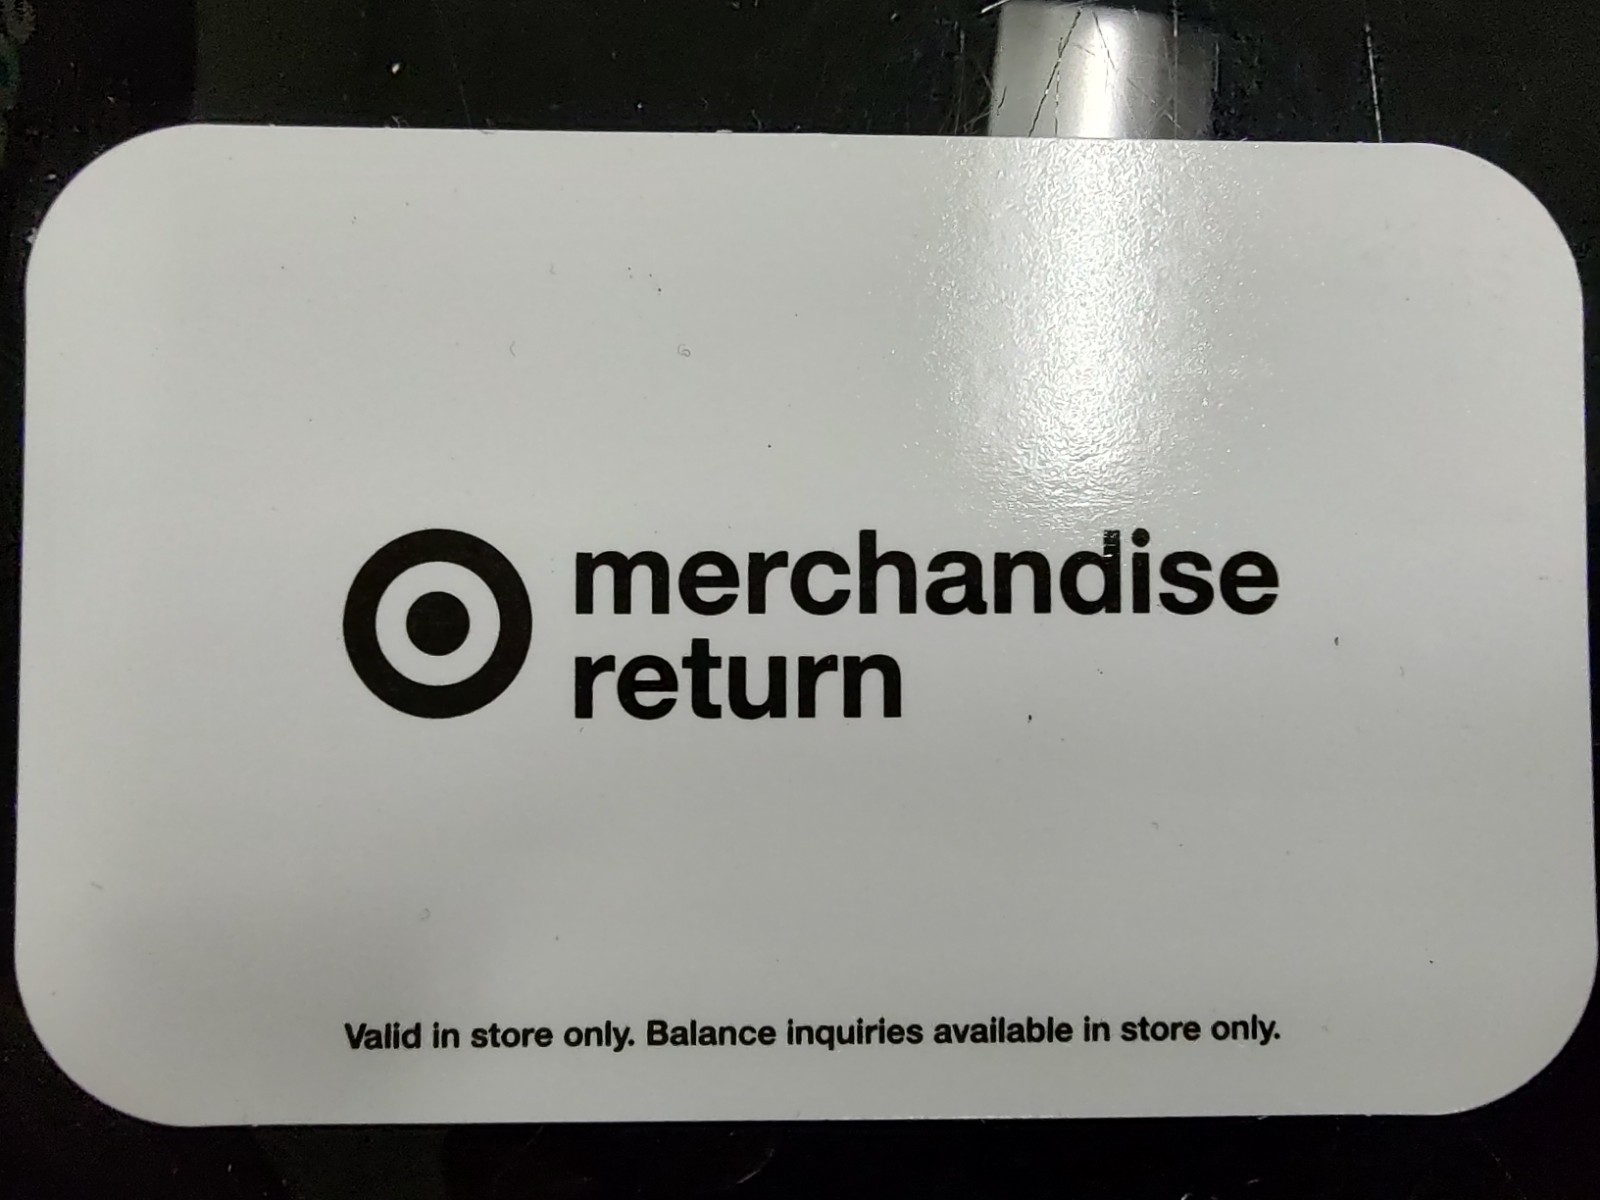 merchandise
return
Valid in store only. Balance inquiries available in store only.